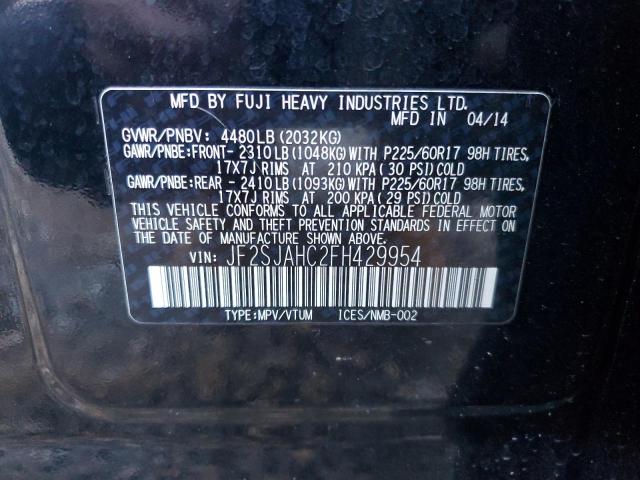 MFD BY FUJI HEAVY INDUSTRIES LTD.
MFD IN 04/14
GVWR/PNBV: 4480LB(2032KG)
GAWR/PNBE:FRONT-2310LB(1048KG)WITH P225/60R17 98H TIRES,
17X7J RIMS AT 210 KPA( 30 PSI)COLD
GAWR/PNBE:REAR -2410LB(1093KG)WITH P225/60R17 98H TIRES,
17X7J RIMS AT 200 KPA( 29 PSI)COLD
THIS VEHICLE CONFORMS TO ALL APPLICABLE FEDERAL MOTOR
VEHICLE SAFETY AND THEFT PREVENTION STANDARDS IN EFFECT ON
THE DATE OF MANUFACTURE SHOWN ABOVE.
VIN: JF2SJAHC2FH429954
TYPE:MPV/VTUM ICES/NMB-002